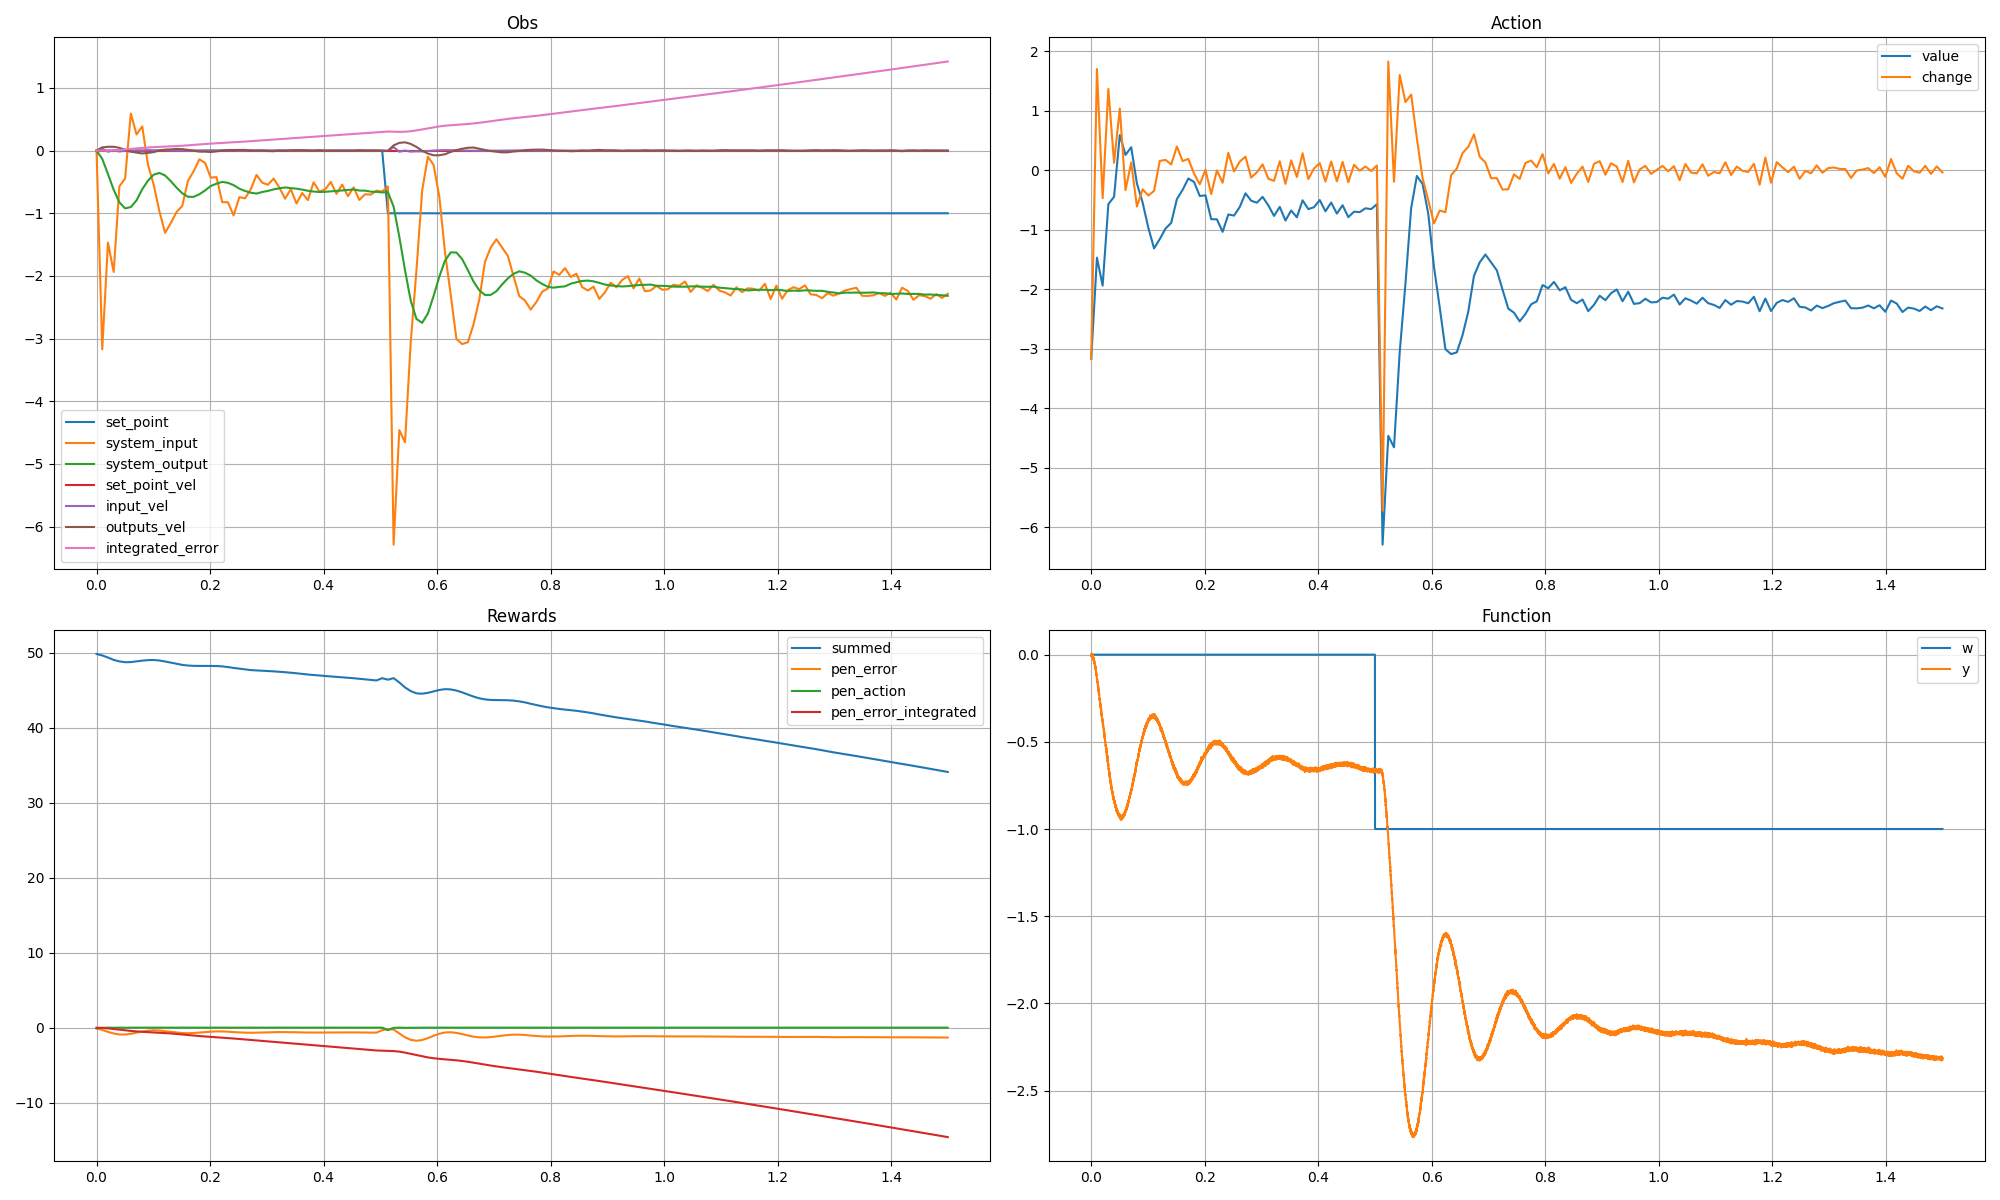 Obs
1
0
−1
−2
−3
−4
−5
−6
set_point
system_input
system_output
set_point_vel
input_vel
outputs_vel
integrated_error
0.0 0.2 0.4 0.6 0.8 1.0 1.2 1.4
Action
2
1
0
−1
−2
−3
−4
−5
−6
value
change
0.0 0.2 0.4 0.6 0.8 1.0 1.2 1.4
Rewards
50
40
30
20
10
0
−10
summed
pen_error
pen_action
pen_error_integrated
0.0 0.2 0.4 0.6 0.8 1.0 1.2 1.4
Function
0.0
−0.5
−1.0
−1.5
−2.0
−2.5
w
y
0.0 0.2 0.4 0.6 0.8 1.0 1.2 1.4